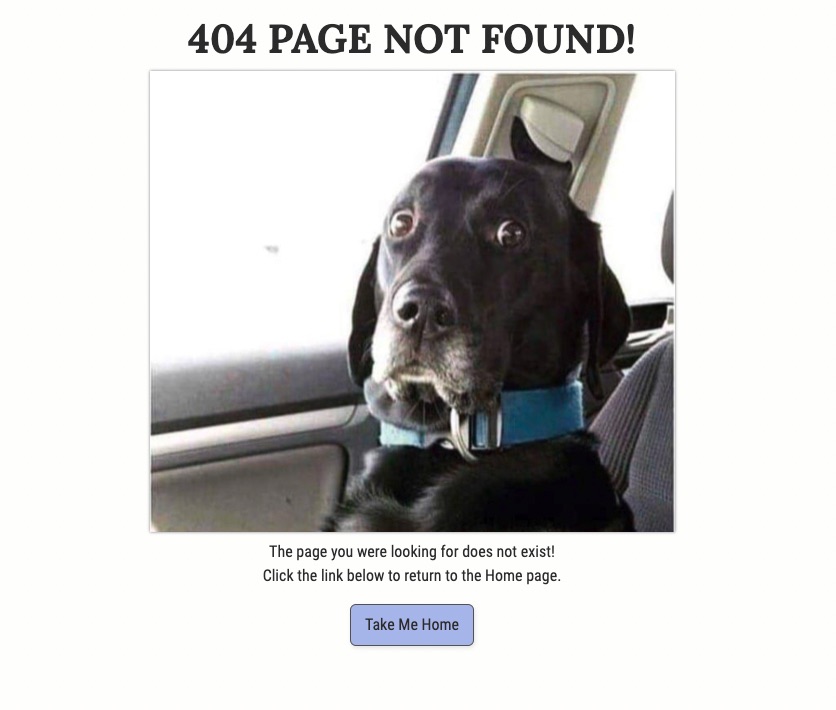 404 PAGE NOT FOUND!
The page you were looking for does not exist!
Click the link below to return to the Home page.
Take Me Home